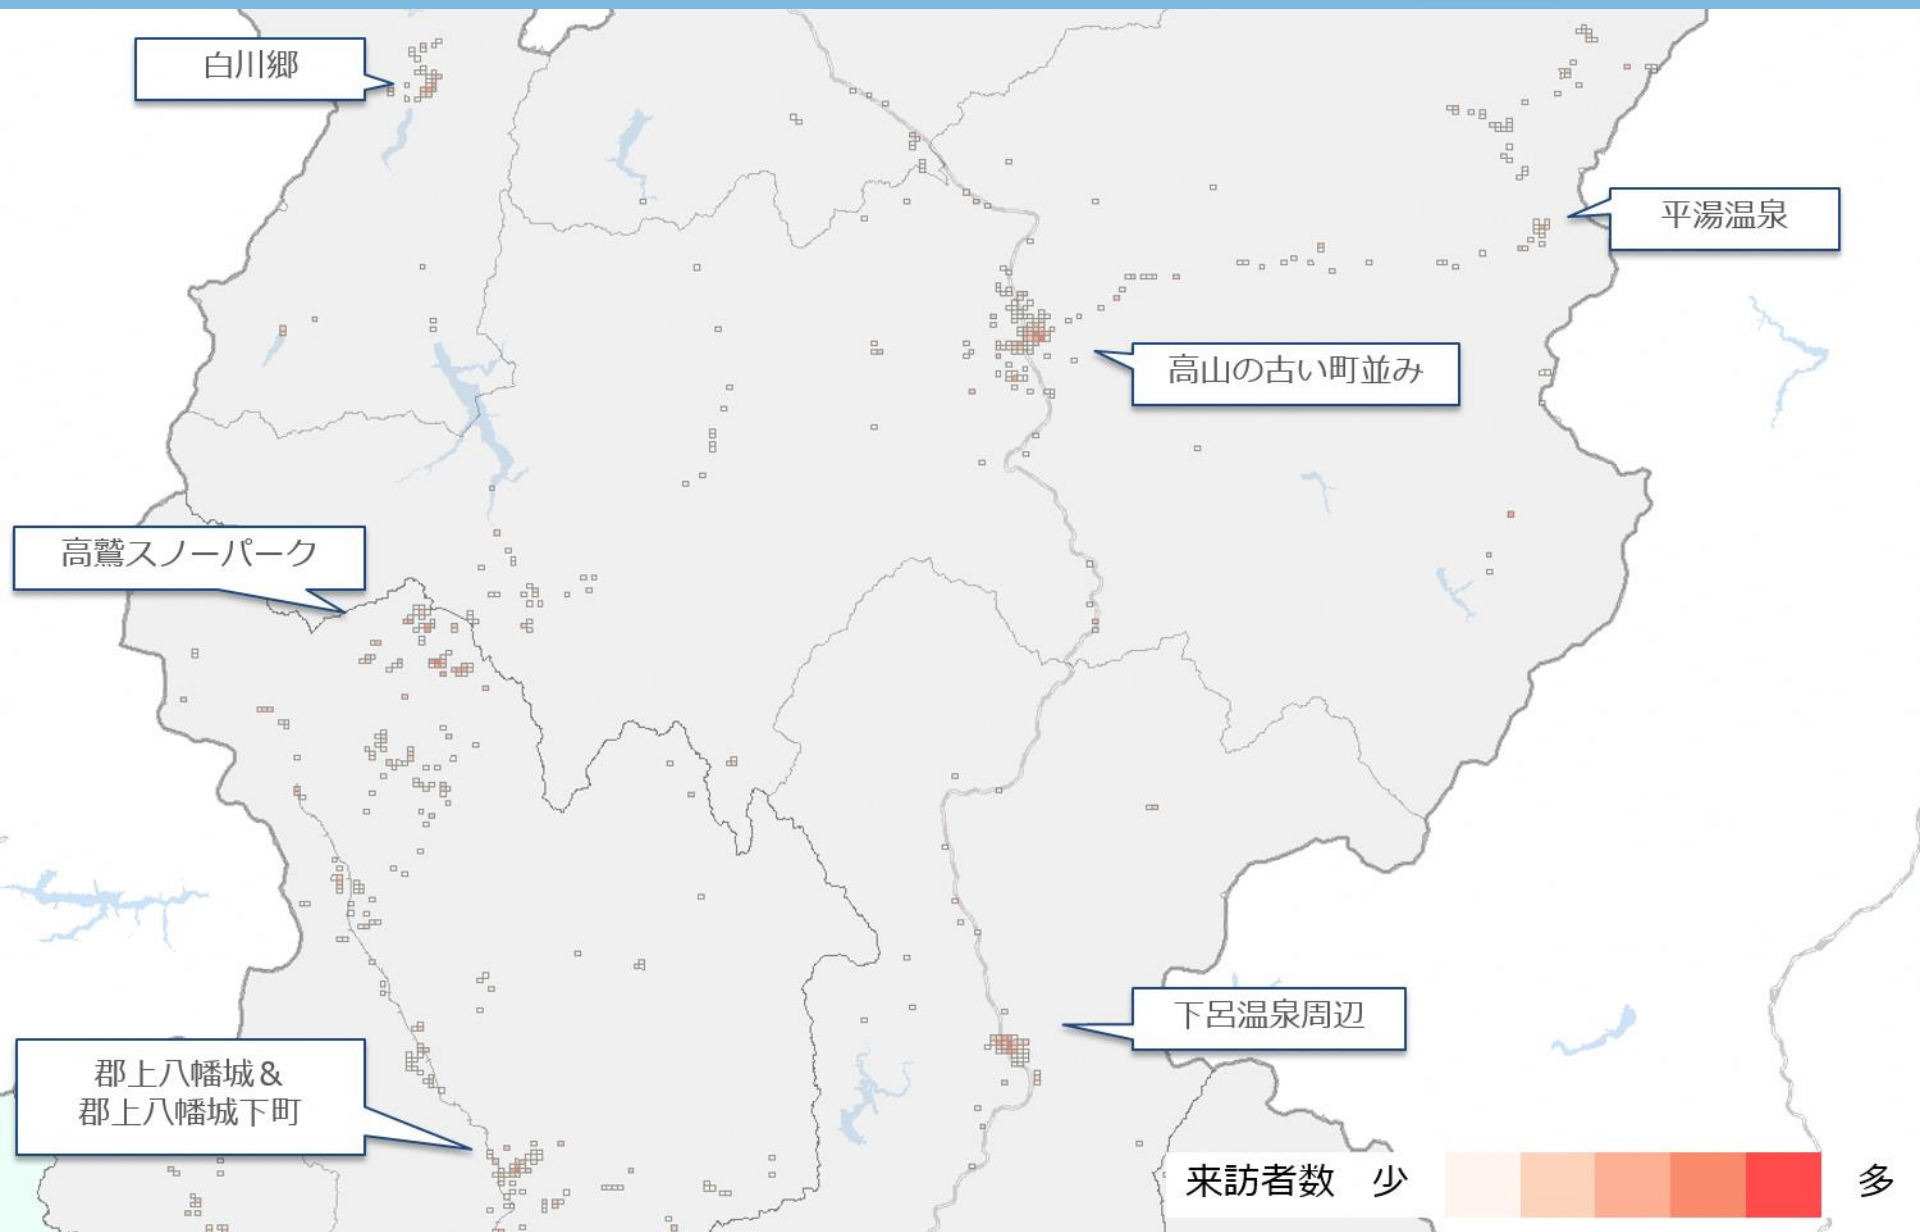 白川郷
平湯温泉
高山の古い町並み
高鷲スノーパーク
下呂温泉周辺
郡上八幡城&
郡上八幡城下町
来訪者数 少 多